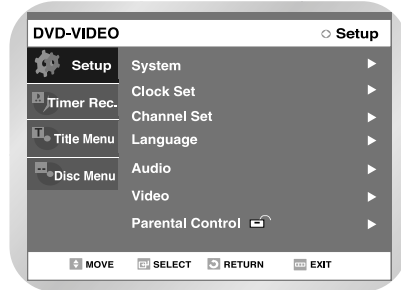 DVD-VIDEO Setup
Setup
Timer Rec.
Title Menu
Disc Menu
System
Clock Set
Channel Set
Language
Audio
Video
Parental Control
MOVE SELECT RETURN EXIT